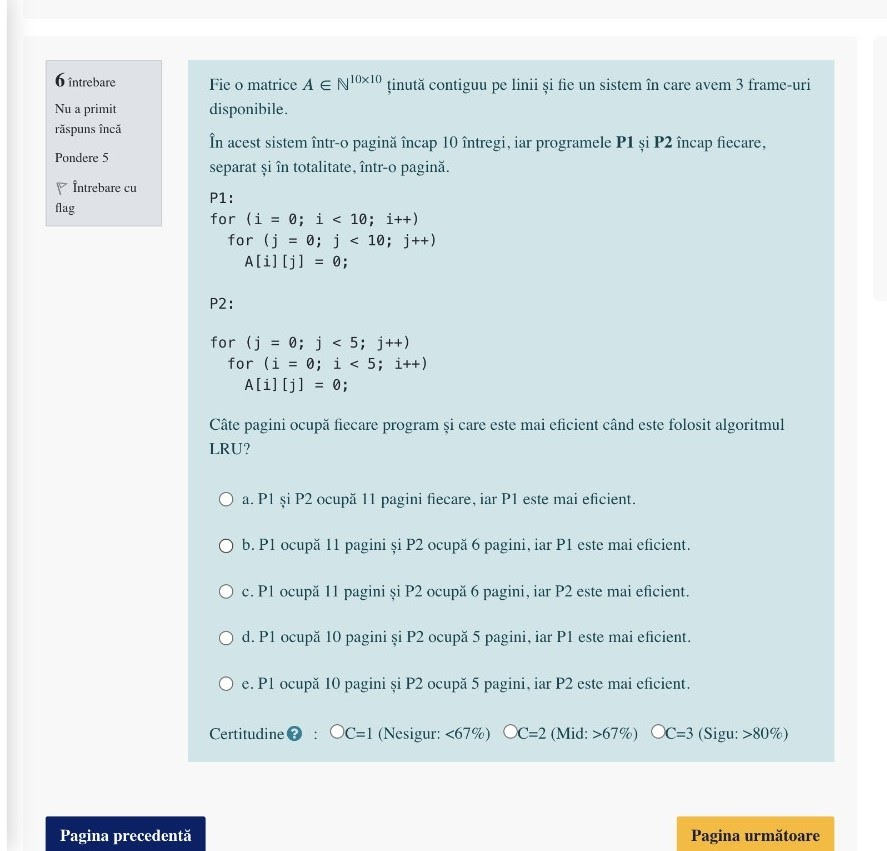 6 întrebare
Nu a primit
răspuns încă
Pondere 5
Întrebare cu
flag
Fie o matrice A ∈ ℕ^{10×10} ținută contiguu pe linii și fie un sistem în care avem 3 frame-uri
disponibile.
În acest sistem într-o pagină încap 10 întregi, iar programele P1 și P2 încap fiecare,
separat și în totalitate, într-o pagină.
P1:
for (i = 0; i < 10; i++)
  for (j = 0; j < 10; j++)
    A[i][j] = 0;
P2:
for (j = 0; j < 5; j++)
  for (i = 0; i < 5; i++)
    A[i][j] = 0;
Câte pagini ocupă fiecare program și care este mai eficient când este folosit algoritmul
LRU?
a. P1 și P2 ocupă 11 pagini fiecare, iar P1 este mai eficient.
b. P1 ocupă 11 pagini și P2 ocupă 6 pagini, iar P1 este mai eficient.
c. P1 ocupă 11 pagini și P2 ocupă 6 pagini, iar P2 este mai eficient.
d. P1 ocupă 10 pagini și P2 ocupă 5 pagini, iar P1 este mai eficient.
e. P1 ocupă 10 pagini și P2 ocupă 5 pagini, iar P2 este mai eficient.
Certitudine ? : C=1 (Nesigur: <67%) C=2 (Mid: >67%) C=3 (Sigu: >80%)
Pagina precedentă
Pagina următoare